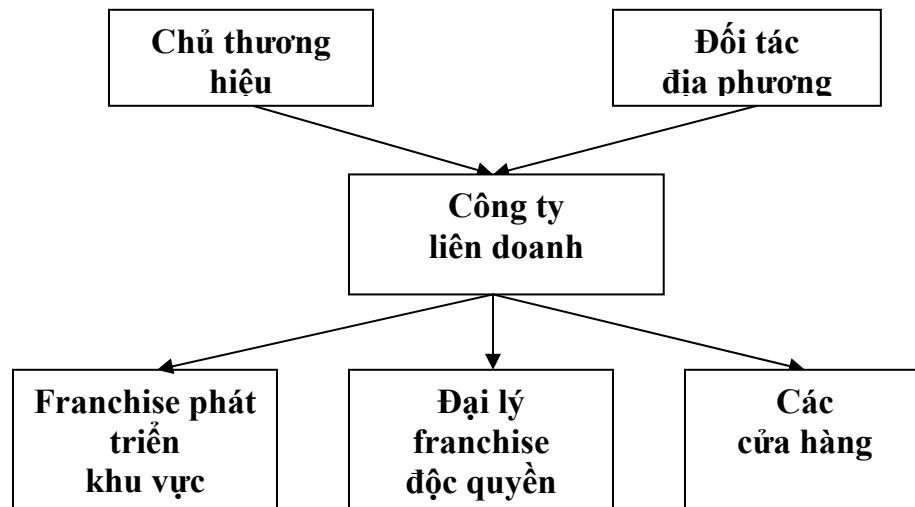 Chủ thương
hiệu
Đối tác
địa phương
Công ty
liên doanh
Franchise phát
triển
khu vực
Đại lý
franchise
độc quyền
Các
cửa hàng